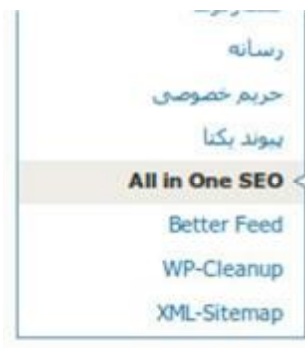 رسانه
حریم خصوصی
پیوند یکتا
All in One SEO
Better Feed
WP-Cleanup
XML-Sitemap